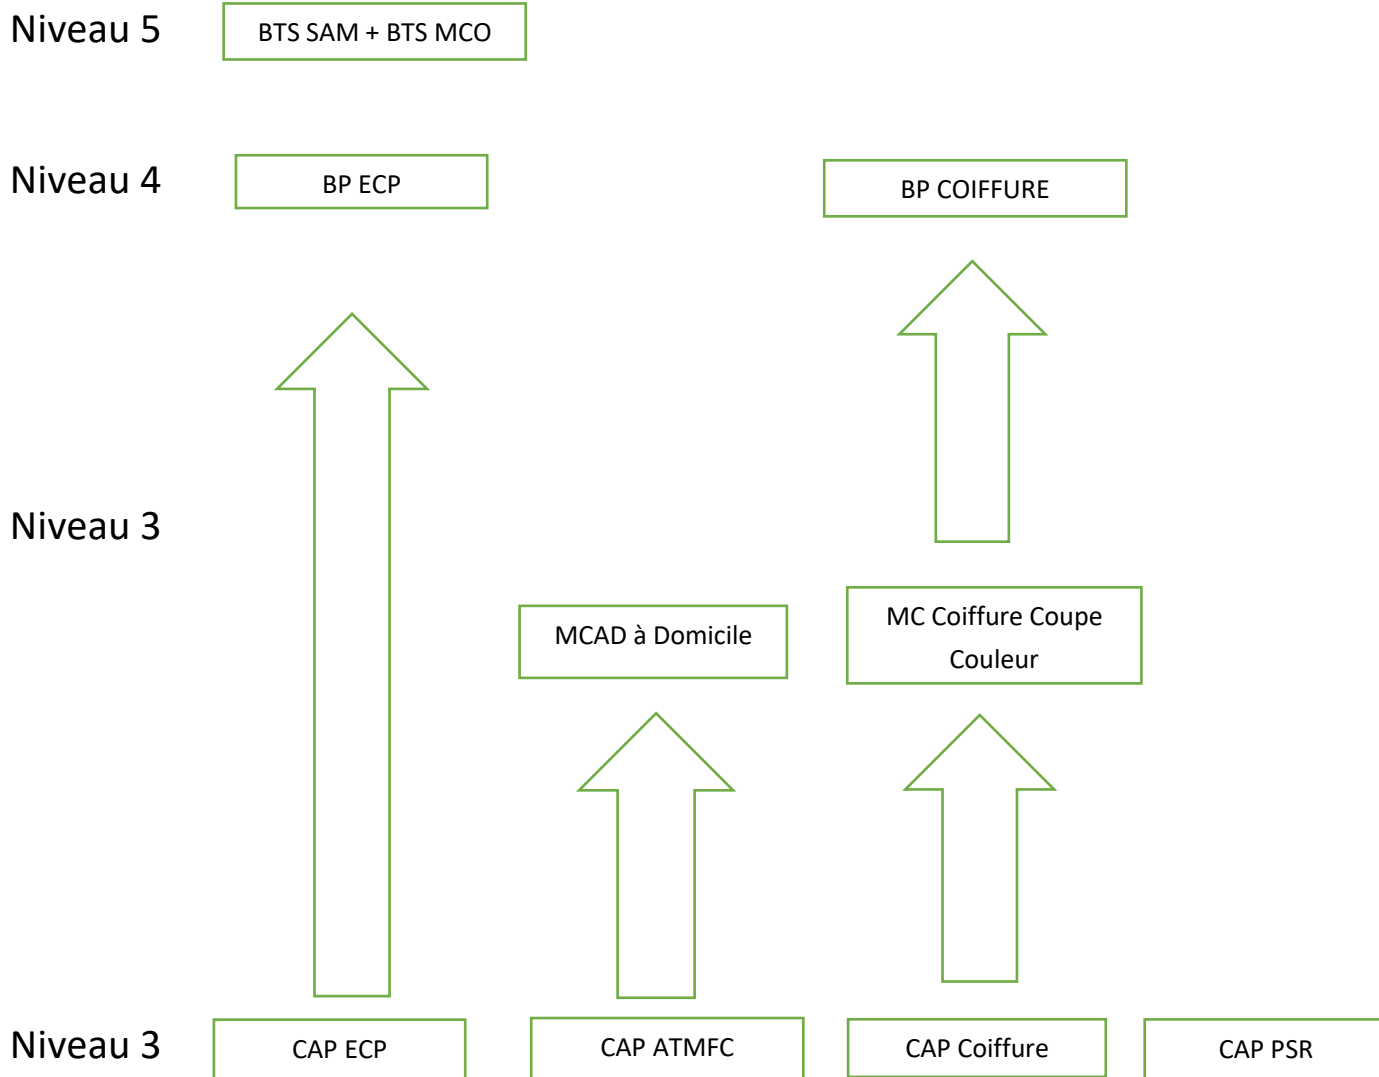 Niveau 5
BTS SAM + BTS MCO
Niveau 4
BP ECP
BP COIFFURE
Niveau 3
MCAD à Domicile
MC Coiffure Coupe
Couleur
Niveau 3
CAP ECP
CAP ATMFC
CAP Coiffure
CAP PSR